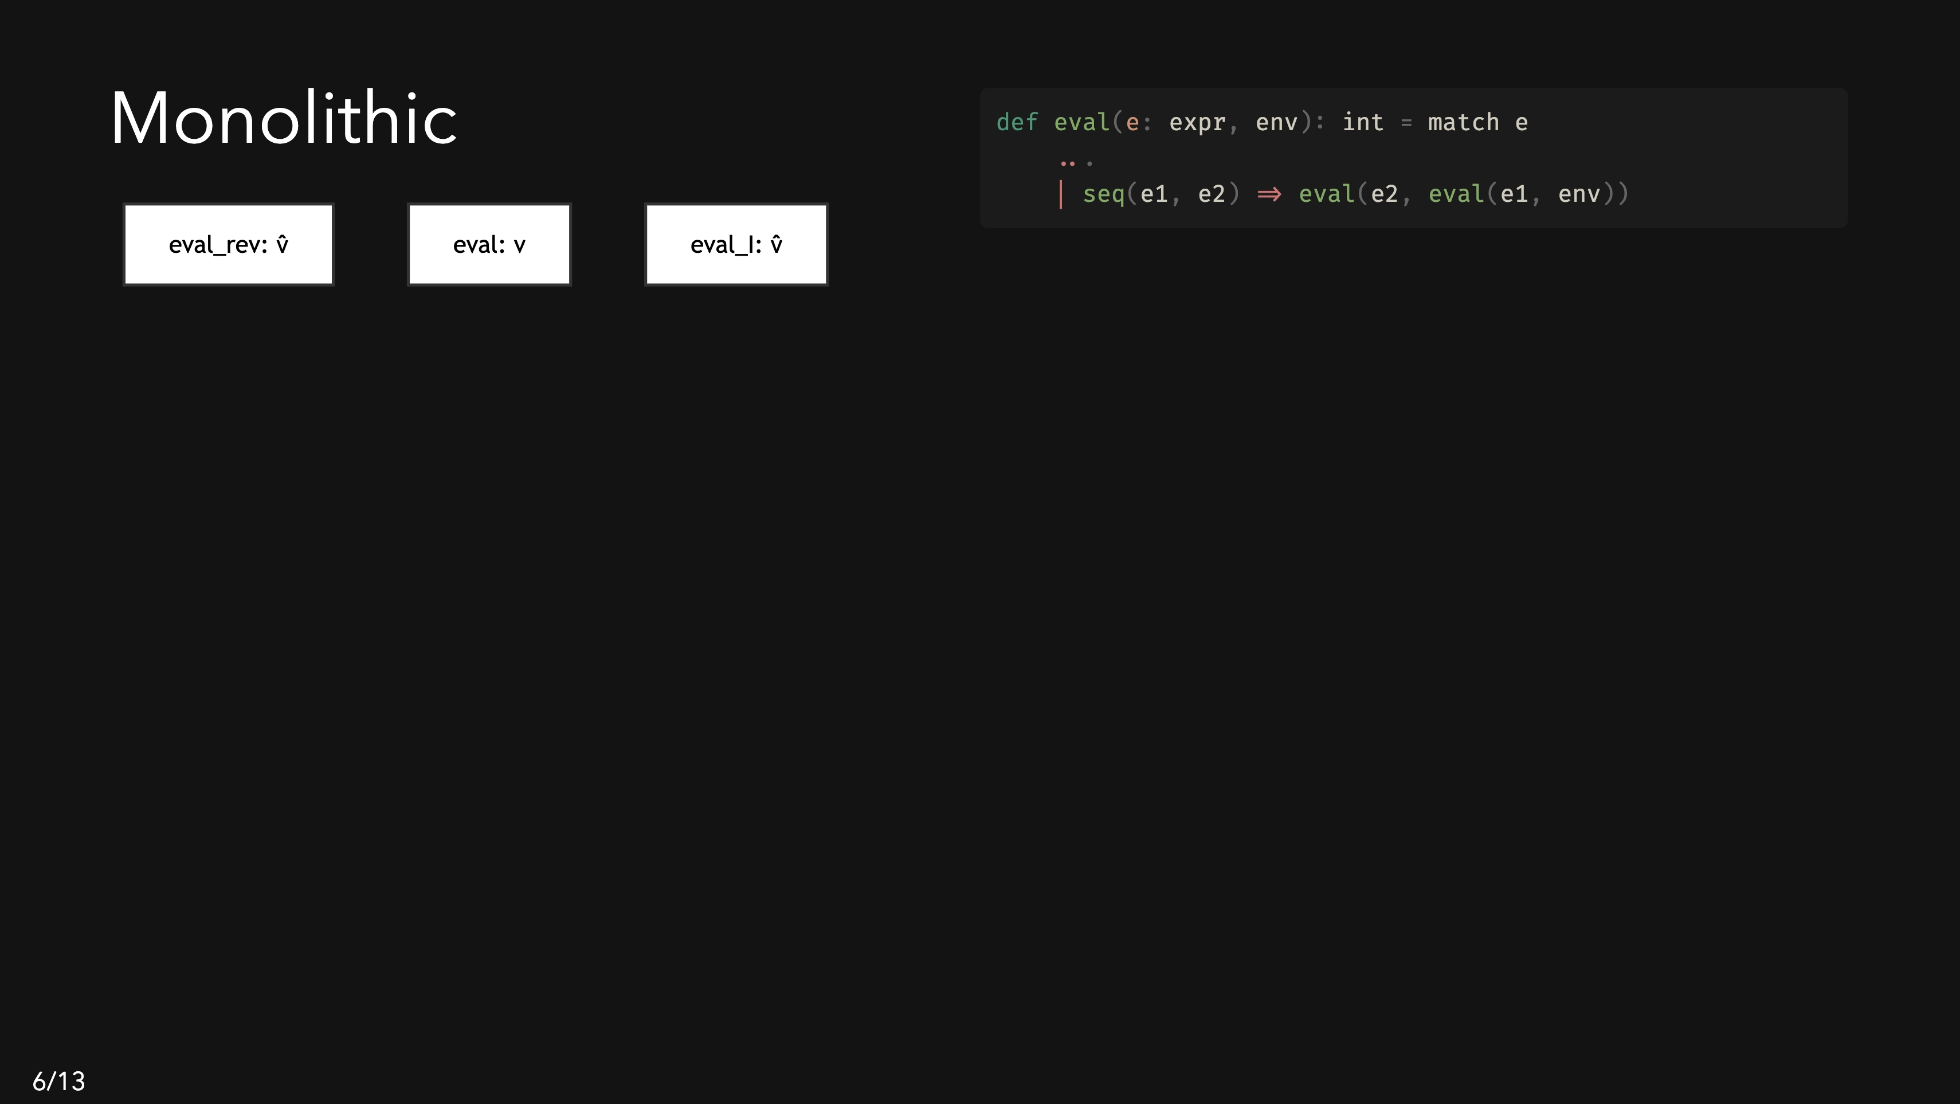 Monolithic
eval_rev: v̂
eval: v
eval_I: v̂
def eval(e: expr, env): int = match e
...
| seq(e1, e2) ⇒ eval(e2, eval(e1, env))
6/13